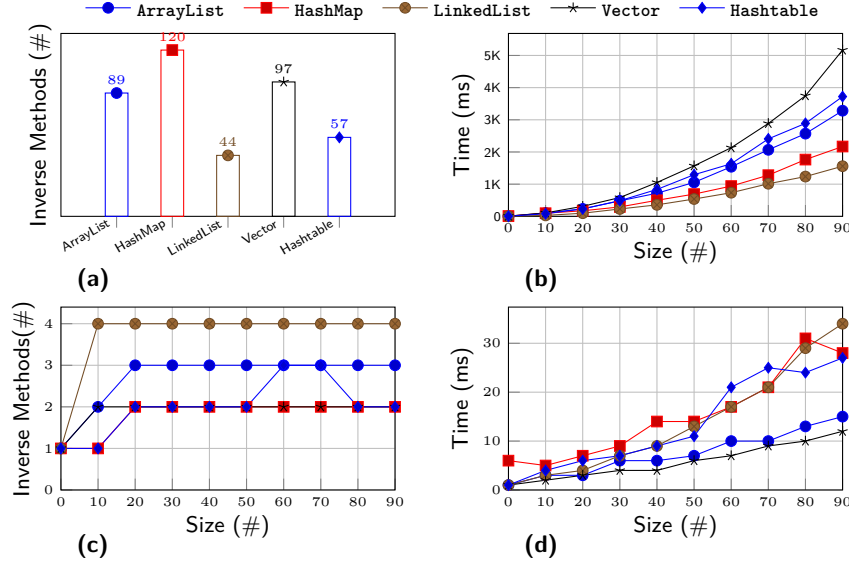 ArrayList HashMap LinkedList Vector Hashtable
Inverse Methods (#)
89
120
44
97
57
ArrayList
HashMap
LinkedList
Vector
Hashtable
(a)
Time (ms)
5K
4K
3K
2K
1K
0
0 10 20 30 40 50 60 70 80 90
Size (#)
(b)
Inverse Methods(#)
4
3
2
1
0 10 20 30 40 50 60 70 80 90
Size (#)
(c)
Time (ms)
30
20
10
0
0 10 20 30 40 50 60 70 80 90
Size (#)
(d)